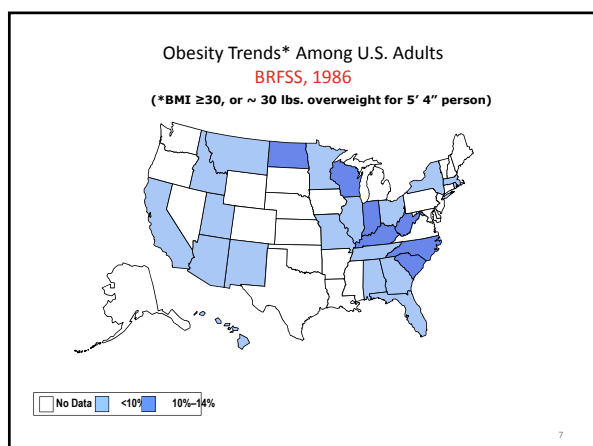 Obesity Trends* Among U.S. Adults
BRFSS, 1986
(*BMI ≥30, or ~ 30 lbs. overweight for 5’ 4” person)
No Data <10% 10%–14%
7